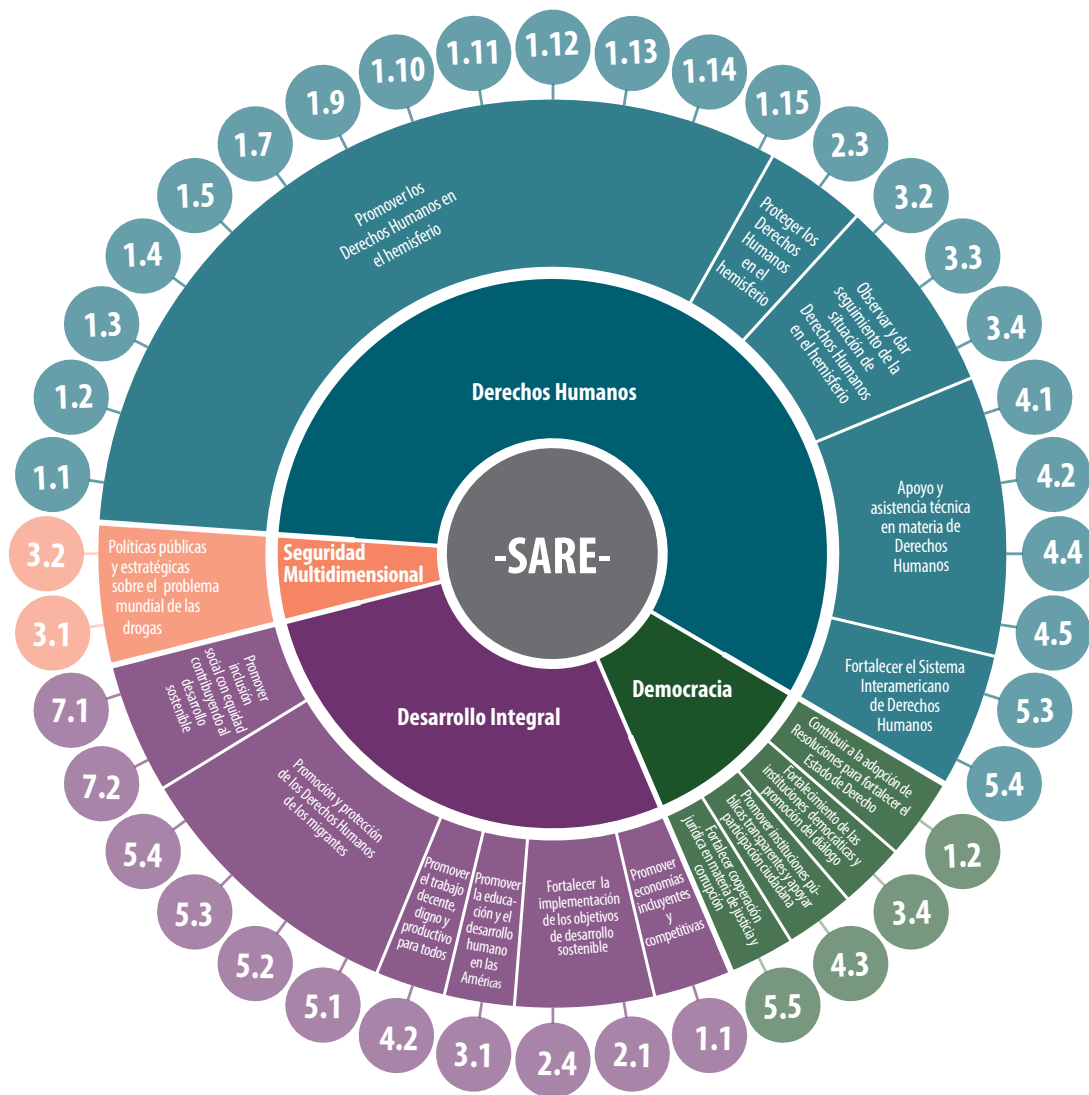 1.1
1.2
1.3
1.4
1.5
1.7
1.9
1.10
1.11
1.12
1.13
1.14
1.15
2.3
3.2
3.3
3.4
4.1
4.2
4.4
4.5
5.3
5.4
1.2
3.4
4.3
5.5
1.1
2.1
2.4
3.1
4.2
5.1
5.2
5.3
5.4
7.2
7.1
3.1
3.2
Promover los
Derechos Humanos en
el hemisferio
Proteger los
Derechos
Humanos
en el
hemisferio
Observar y dar
seguimiento de la
situación de
Derechos Humanos
en el hemisferio
Apoyo y
asistencia técnica
en materia de
Derechos
Humanos
Fortalecer el Sistema
Interamericano
de Derechos
Humanos
Contribuir a la adopción de
Resoluciones para fortalecer el
Estado de Derecho
Fortalecimiento de las
instituciones democraticas y
promoción del dialogo
Promover instituciones pú-
blicas transparentes y apoyar
participación ciudadana
Fortalecer cooperación
jurídica en materia de justicia y
corrupción
Promover
economías
incluyentes
y
competitivas
Fortalecer la
implementación
de los objetivos
de desarrollo
sostenible
Promover
la educa-
ción y el
desarrollo
humano
en las
Américas
Promover
el trabajo
decente,
digno y
productivo
para todos
Promoción y protección
de los Derechos Humanos
de los migrantes
Promover
inclusión
social con equidad
contribuyendo al
desarrollo
sostenible
Políticas públicas
y estratégicas
sobre el problema
mundial de las
drogas
Derechos Humanos
Seguridad
Multidimensional
-SARE-
Democracia
Desarrollo Integral